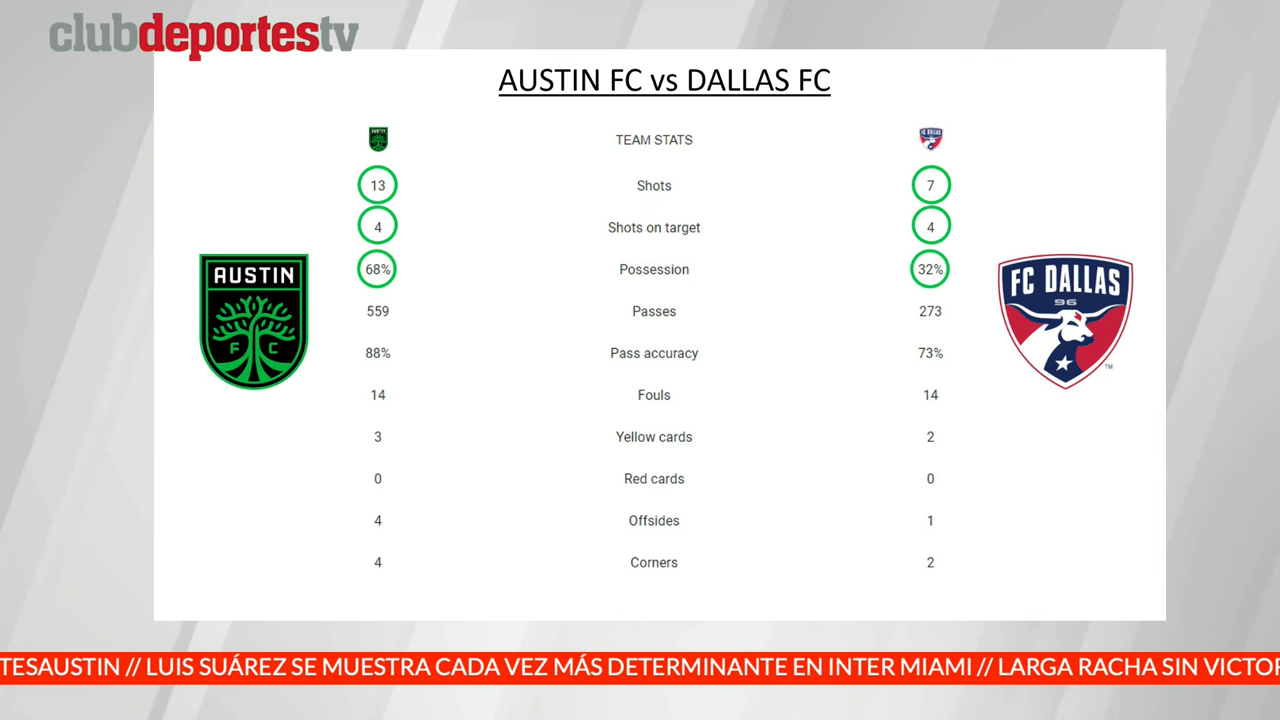 clubdeportestv
AUSTIN FC vs DALLAS FC
AUSTIN TEAM STATS FC DALLAS
13 Shots 7
4 Shots on target 4
68% Possession 32%
559 Passes 273
88% Pass accuracy 73%
14 Fouls 14
3 Yellow cards 2
0 Red cards 0
4 Offsides 1
4 Corners 2
AUSTIN
F C
FC DALLAS
96
TM
TESAUSTIN // LUIS SUÁREZ SE MUESTRA CADA VEZ MÁS DETERMINANTE EN INTER MIAMI // LARGA RACHA SIN VICTOR